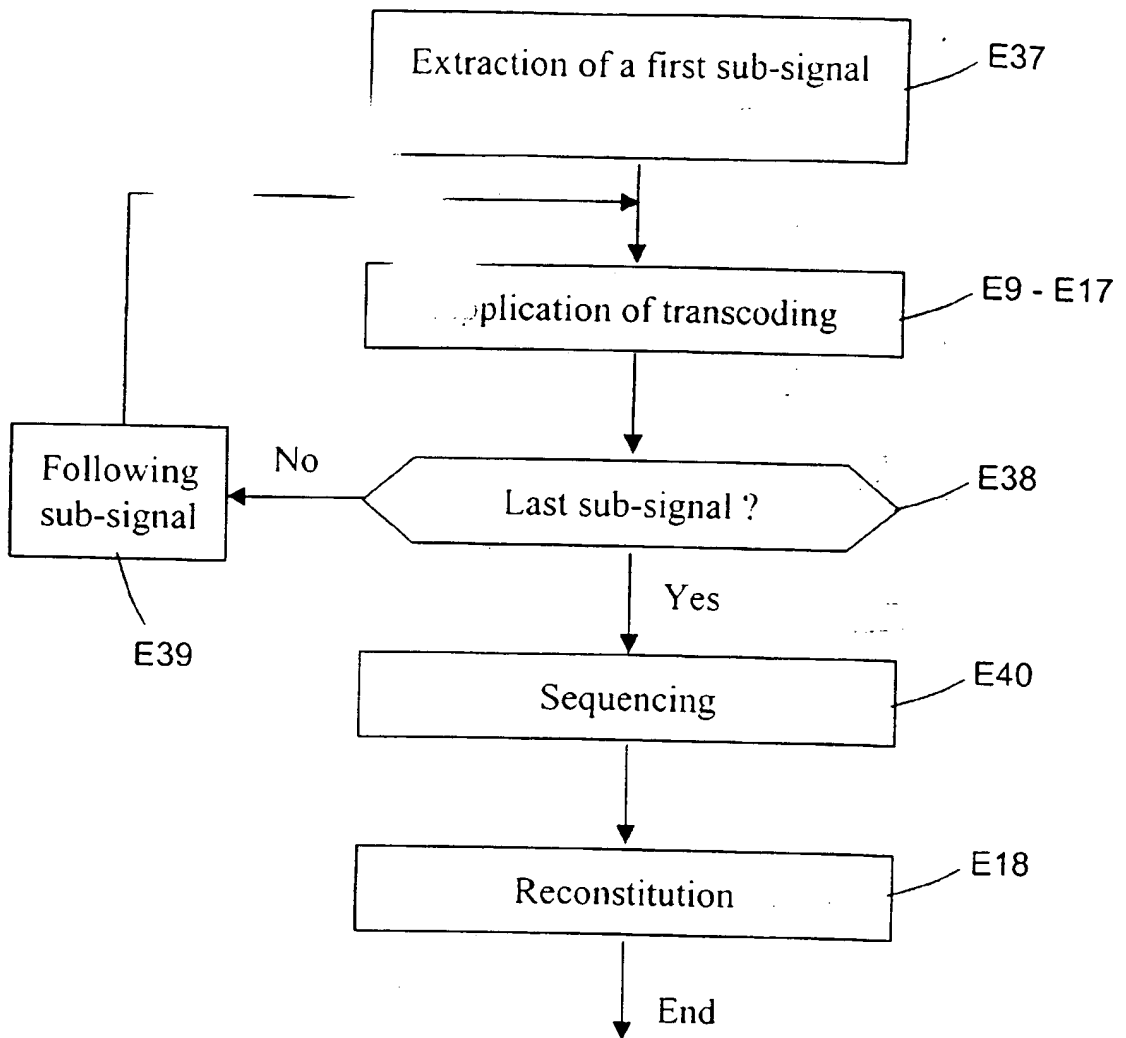 Extraction of a first sub-signal
E37
plication of transcoding
E9 - E17
Following
sub-signal
No
Last sub-signal ?
E38
Yes
E39
Sequencing
E40
Reconstitution
E18
End